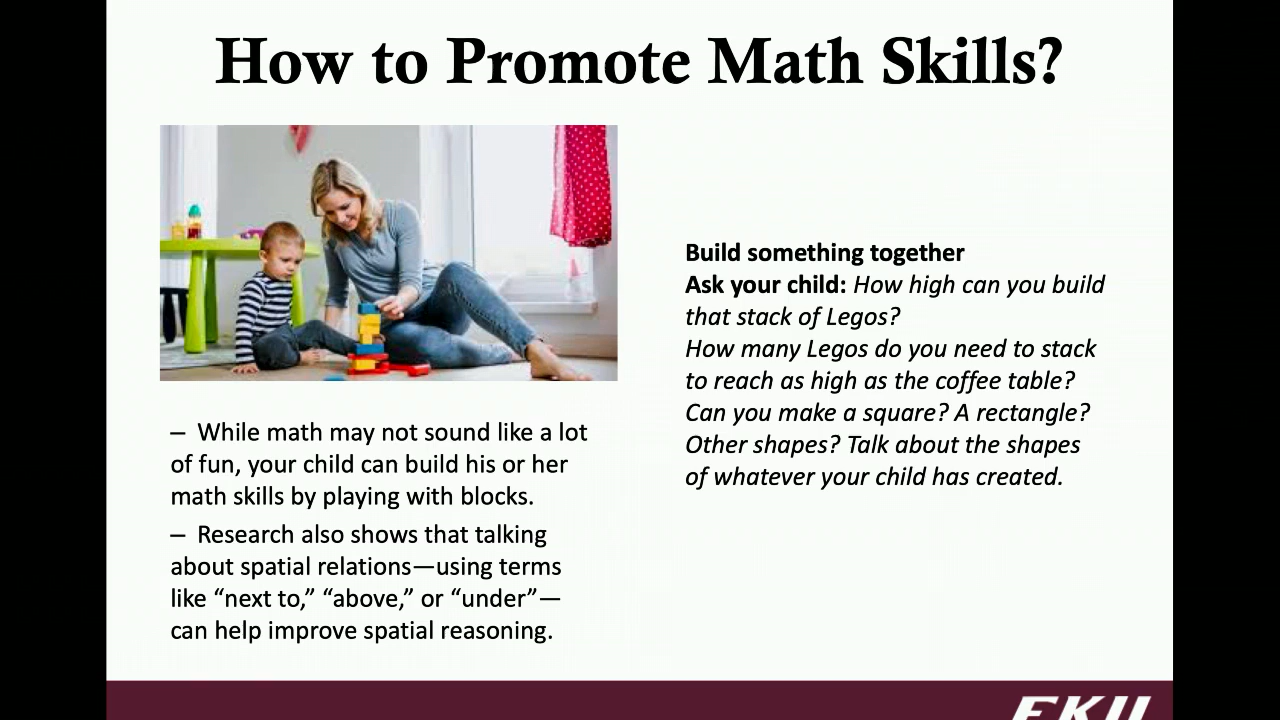 How to Promote Math Skills?
– While math may not sound like a lot
of fun, your child can build his or her
math skills by playing with blocks.
– Research also shows that talking
about spatial relations—using terms
like “next to,” “above,” or “under”—
can help improve spatial reasoning.
Build something together
Ask your child: How high can you build
that stack of Legos?
How many Legos do you need to stack
to reach as high as the coffee table?
Can you make a square? A rectangle?
Other shapes? Talk about the shapes
of whatever your child has created.